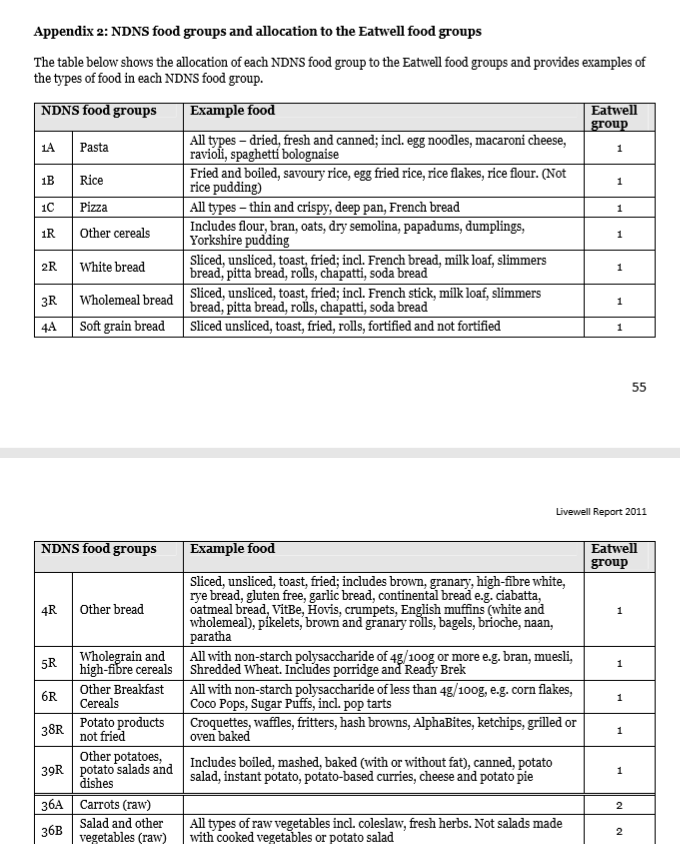 Appendix 2: NDNS food groups and allocation to the Eatwell food groups
The table below shows the allocation of each NDNS food group to the Eatwell food groups and provides examples of
the types of food in each NDNS food group.
NDNS food groups Example food Eatwell
group
1A Pasta All types – dried, fresh and canned; incl. egg noodles, macaroni cheese,
ravioli, spaghetti bolognaise 1
1B Rice Fried and boiled, savoury rice, egg fried rice, rice flakes, rice flour. (Not
rice pudding) 1
1C Pizza All types – thin and crispy, deep pan, French bread 1
1R Other cereals Includes flour, bran, oats, dry semolina, papadums, dumplings,
Yorkshire pudding 1
2R White bread Sliced, unsliced, toast, fried; incl. French bread, milk loaf, slimmers
bread, pitta bread, rolls, chapatti, soda bread 1
3R Wholemeal bread Sliced, unsliced, toast, fried; incl. French stick, milk loaf, slimmers
bread, pitta bread, rolls, chapatti, soda bread 1
4A Soft grain bread Sliced unsliced, toast, fried, rolls, fortified and not fortified 1
55
Livewell Report 2011
NDNS food groups Example food Eatwell
group
Sliced, unsliced, toast, fried; includes brown, granary, high-fibre white,
rye bread, gluten free, garlic bread, continental bread e.g. ciabatta,
4R Other bread oatmeal bread, VitBe, Hovis, crumpets, English muffins (white and 1
wholemeal), pikelets, brown and granary rolls, bagels, brioche, naan,
paratha
5R Wholegrain and All with non-starch polysaccharide of 4g/100g or more e.g. bran, muesli, 1
high-fibre cereals Shredded Wheat. Includes porridge and Ready Brek
6R Other Breakfast All with non-starch polysaccharide of less than 4g/100g, e.g. corn flakes, 1
Cereals Coco Pops, Sugar Puffs, incl. pop tarts
38R Potato products Croquettes, waffles, fritters, hash browns, AlphaBites, ketchips, grilled or 1
not fried oven baked
Other potatoes,
39R potato salads and Includes boiled, mashed, baked (with or without fat), canned, potato 1
dishes salad, instant potato, potato-based curries, cheese and potato pie
36A Carrots (raw) 2
36B Salad and other All types of raw vegetables incl. coleslaw, fresh herbs. Not salads made 2
vegetables (raw) with cooked vegetables or potato salad